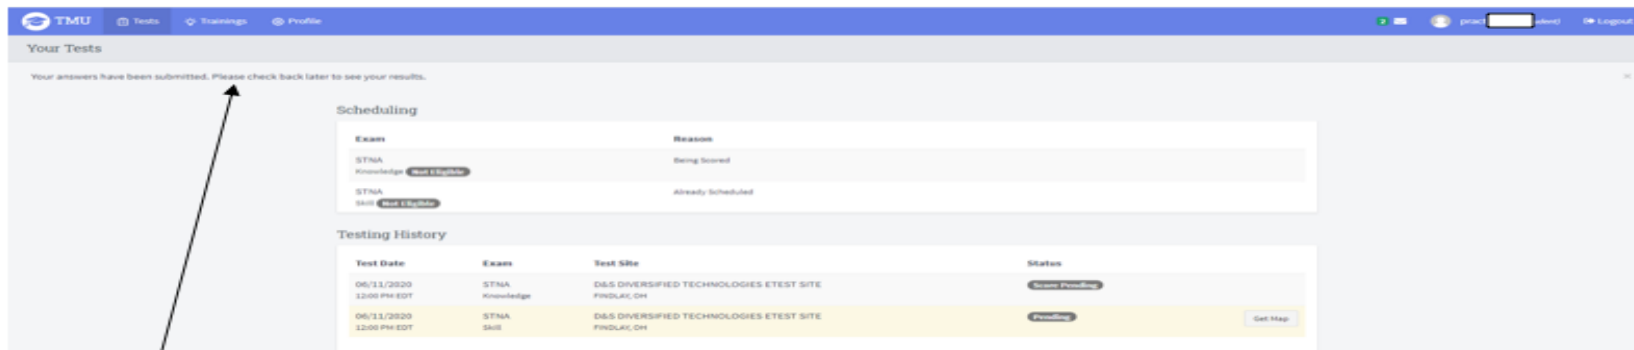 TMU Tests Trainings Profile 2 pract Logout
Your Tests
Your answers have been submitted. Please check back later to see your results.
Scheduling
Exam Reason
STNA Being Scored
Knowledge Not Eligible
STNA Already Scheduled
Skill Not Eligible
Testing History
Test Date Exam Test Site Status
06/11/2020 STNA D&S DIVERSIFIED TECHNOLOGIES ETEST SITE Score Pending
12:00 PM EDT Knowledge FINDLAY, OH
06/11/2020 STNA D&S DIVERSIFIED TECHNOLOGIES ETEST SITE Pending Get Map
12:00 PM EDT Skill FINDLAY, OH